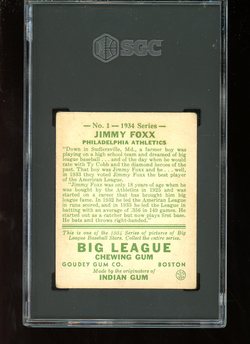 SGC
No. 1 — 1934 Series —
JIMMY FOXX
PHILADELPHIA ATHLETICS
"Down in Sudlersville, Md., a farmer boy was
playing on a high school team and dreamed of big
league baseball . . . and of the day when he would
rate with Ty Cobb and the diamond heroes of the
past. That boy was Jimmy Foxx and he . . . well,
in 1933 they voted Jimmy Foxx the best player
of the American League.
"Jimmy Foxx was only 18 years of age when he
was bought by the Athletics in 1925 and was
started on a career that has brought him big
league fame. In 1932 he led the American League
in runs scored, and in 1933 he led the League in
batting with an average of .356 in 149 games. He
started out as a catcher but now plays first base.
He bats and throws right-handed."
This is one of the 1934 Series of pictures of Big
League Baseball Stars. Collect the entire series.
BIG LEAGUE
CHEWING GUM
GOUDEY GUM CO. BOSTON
Made by the originators of
INDIAN GUM